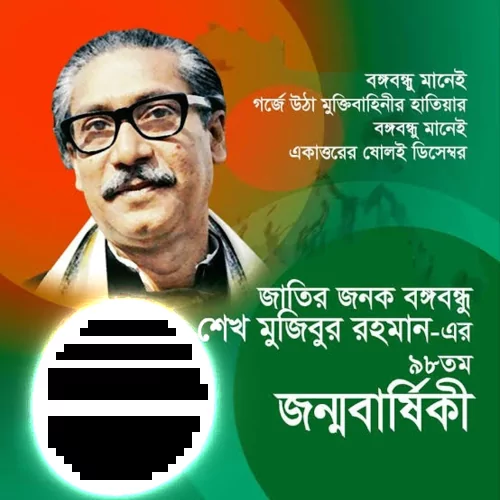 বঙ্গবন্ধু মানেই
গর্জে উঠা মুক্তিবাহিনীর হাতিয়ার
বঙ্গবন্ধু মানেই
একাত্তরের ষোলই ডিসেম্বর
জাতির জনক বঙ্গবন্ধু
শেখ মুজিবুর রহমান-এর
৯৮তম
জন্মবার্ষিকী